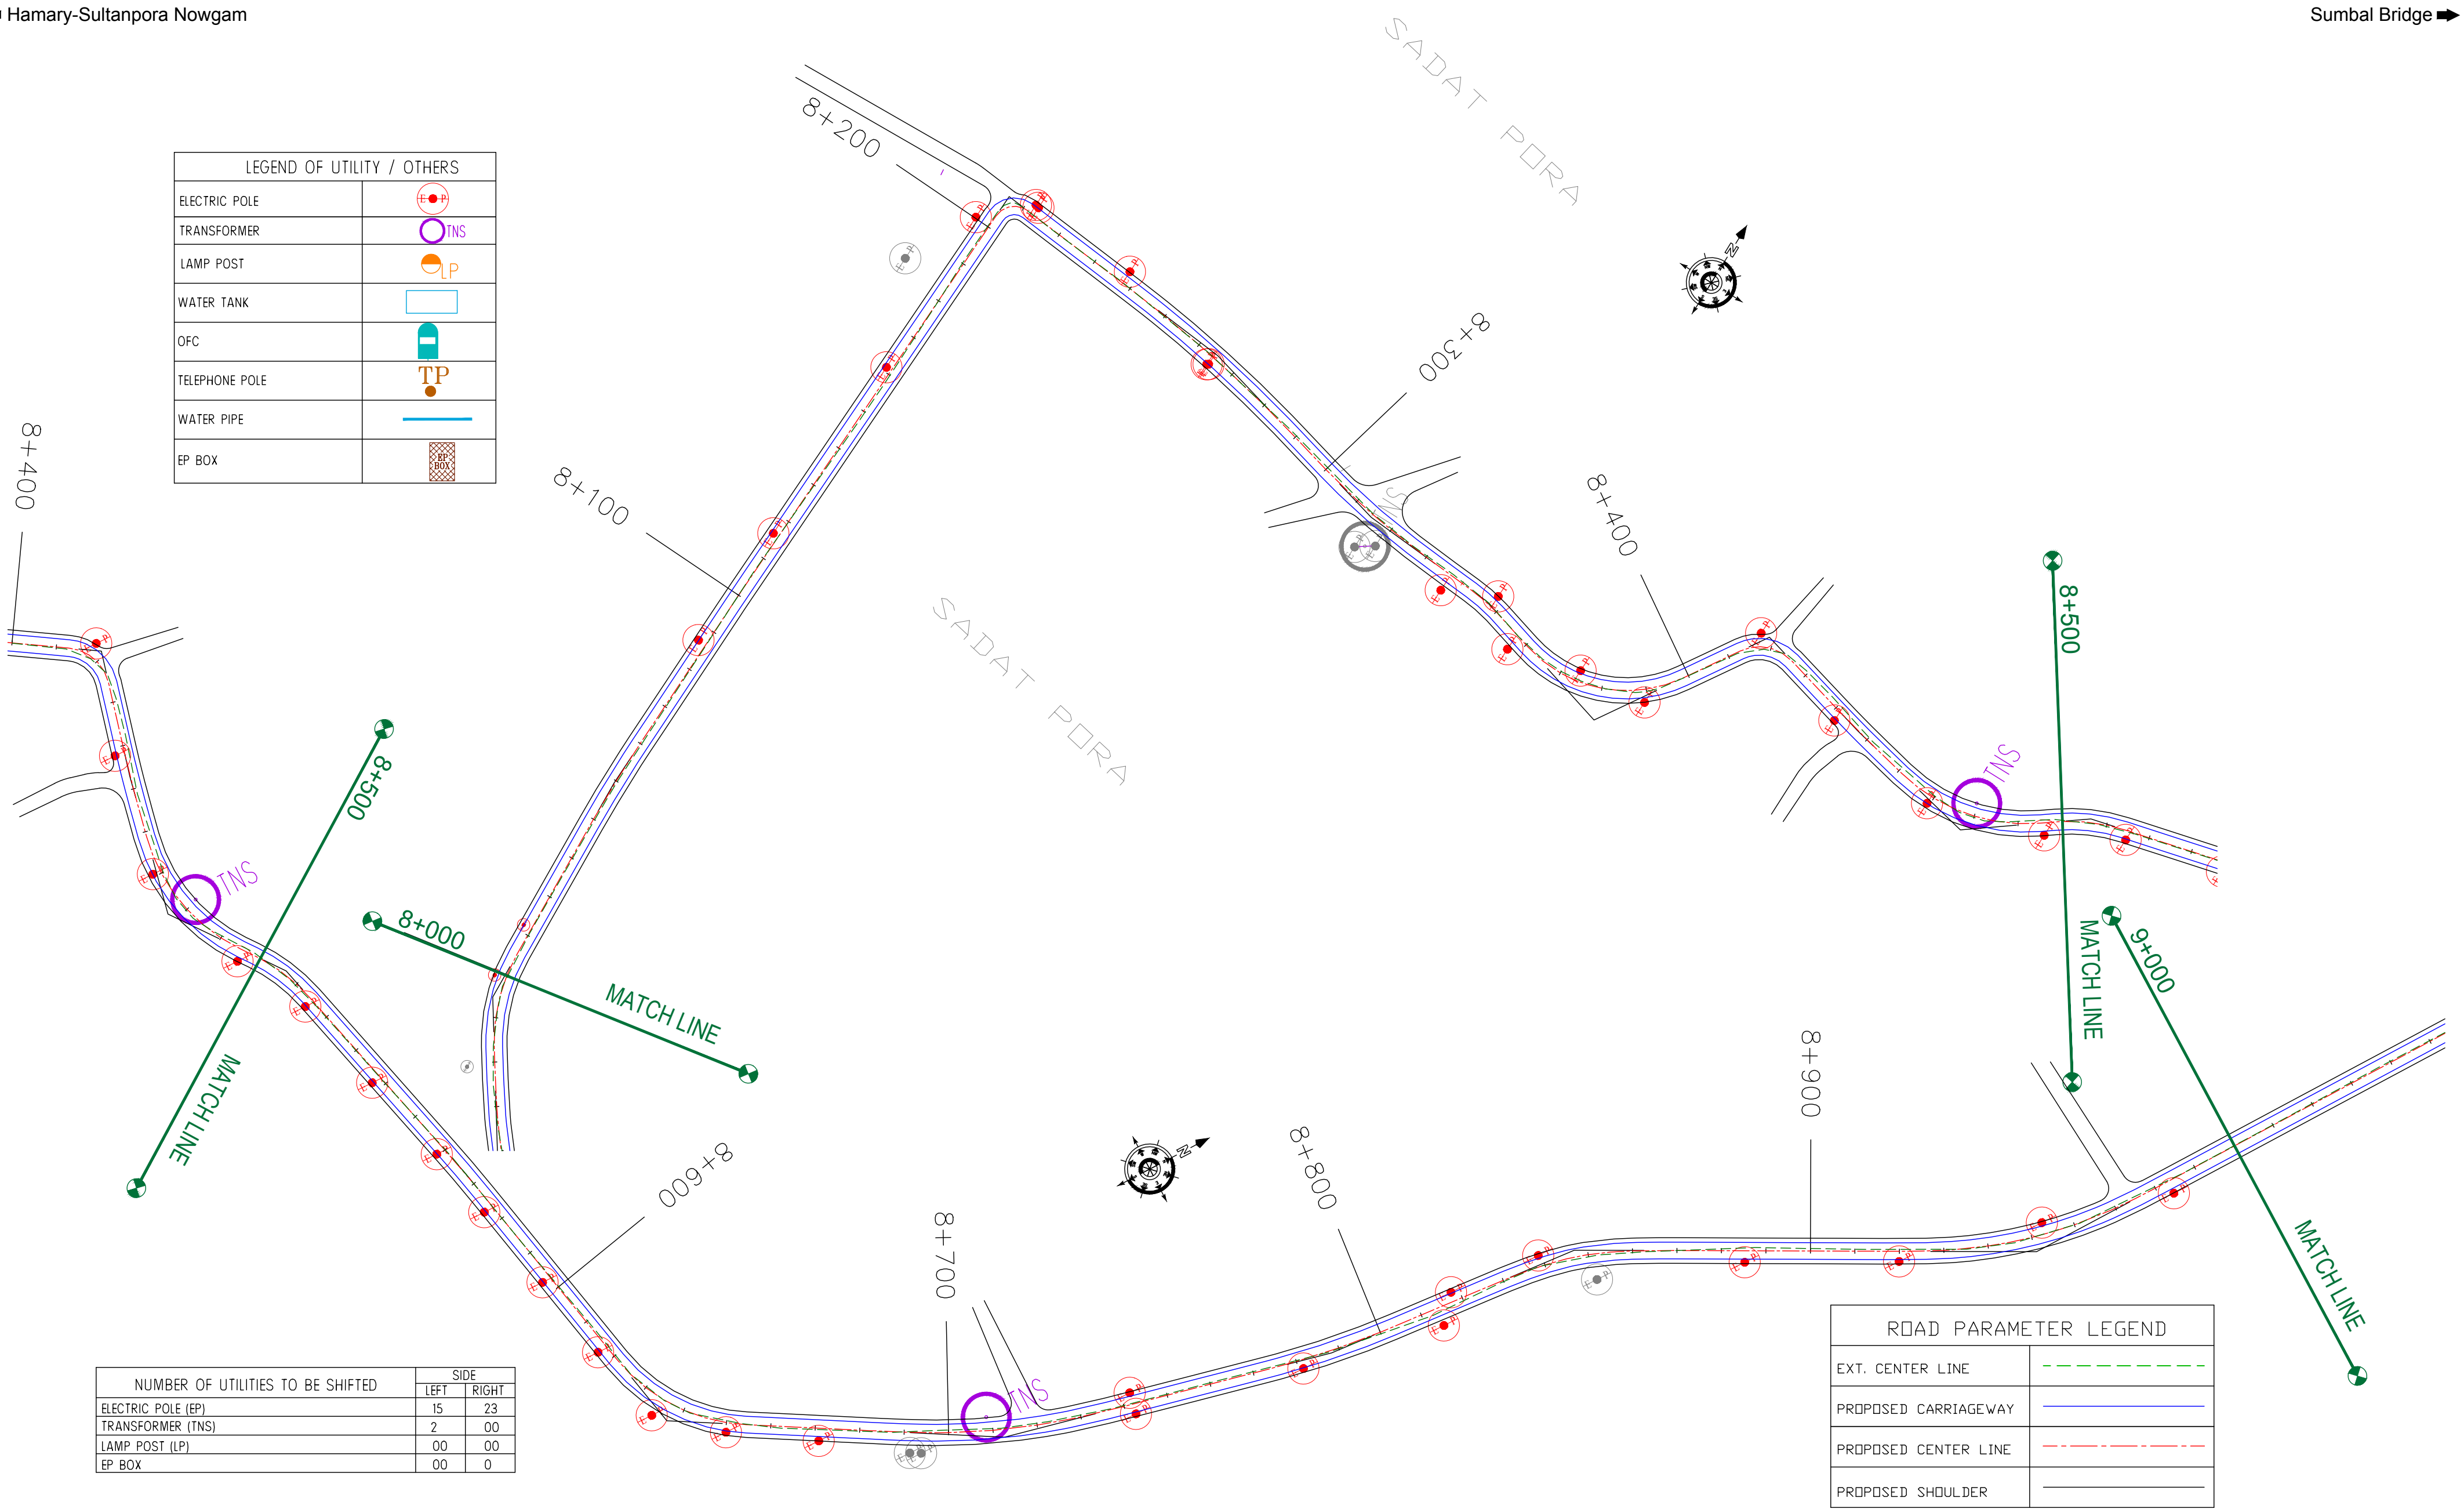 Hamary-Sultanpora Nowgam
Sumbal Bridge
SADAT PORA
8+200
LEGEND OF UTILITY / OTHERS
ELECTRIC POLE E P
TRANSFORMER TNS
LAMP POST LP
WATER TANK
OFC
TELEPHONE POLE TP
WATER PIPE
EP BOX EP BOX
N
8+300
8+400
8+100
8+400
8+500
MATCH LINE
SADAT PORA
TNS
8+500
MATCH LINE
TNS
8+000
MATCH LINE
9+000
MATCH LINE
8+600
8+700
8+800
8+900
N
TNS
NUMBER OF UTILITIES TO BE SHIFTED SIDE
LEFT RIGHT
ELECTRIC POLE (EP) 15 23
TRANSFORMER (TNS) 2 00
LAMP POST (LP) 00 00
EP BOX 00 0
ROAD PARAMETER LEGEND
EXT. CENTER LINE
PROPOSED CARRIAGEWAY
PROPOSED CENTER LINE
PROPOSED SHOULDER